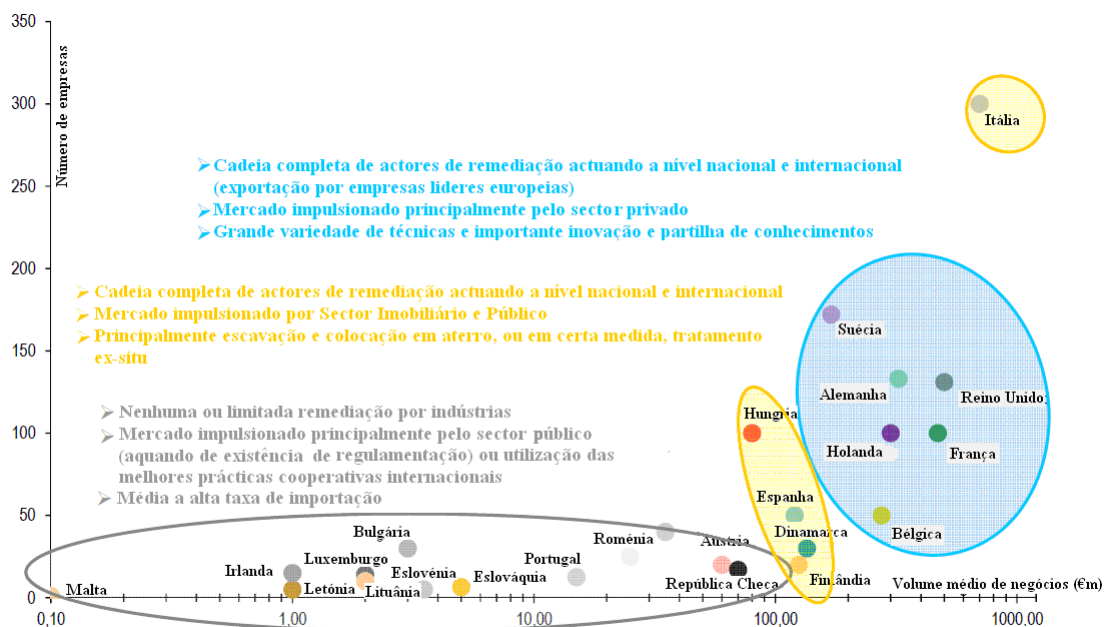 350
300
250
200
150
100
50
0
Número de empresas
Itália
➢ Cadeia completa de actores de remediação actuando a nível nacional e internacional
(exportação por empresas lideres europeias)
➢ Mercado impulsionado principalmente pelo sector privado
➢ Grande variedade de técnicas e importante inovação e partilha de conhecimentos
➢ Cadeia completa de actores de remediação actuando a nível nacional e internacional
➢ Mercado impulsionado por Sector Imobiliário e Público
➢ Principalmente escavação e colocação em aterro, ou em certa medida, tratamento
ex-situ
➢ Nenhuma ou limitada remediação por indústrias
➢ Mercado impulsionado principalmente pelo sector público
(aquando de existência de regulamentação) ou utilização das
melhores prácticas cooperativas internacionais
➢ Média a alta taxa de importação
Suécia
Alemanha
Reino Unido
Hungria
Holanda
França
Espanha
Bélgica
Dinamarca
Bulgária
Roménia
Austria
Luxemburgo
Portugal
Irlanda
Eslovénia
Eslováquia
República Checa
Finlândia
Malta
Letónia
Lituânia
Volume médio de negócios (€m)
0,10
1,00
10,00
100,00
1000,00